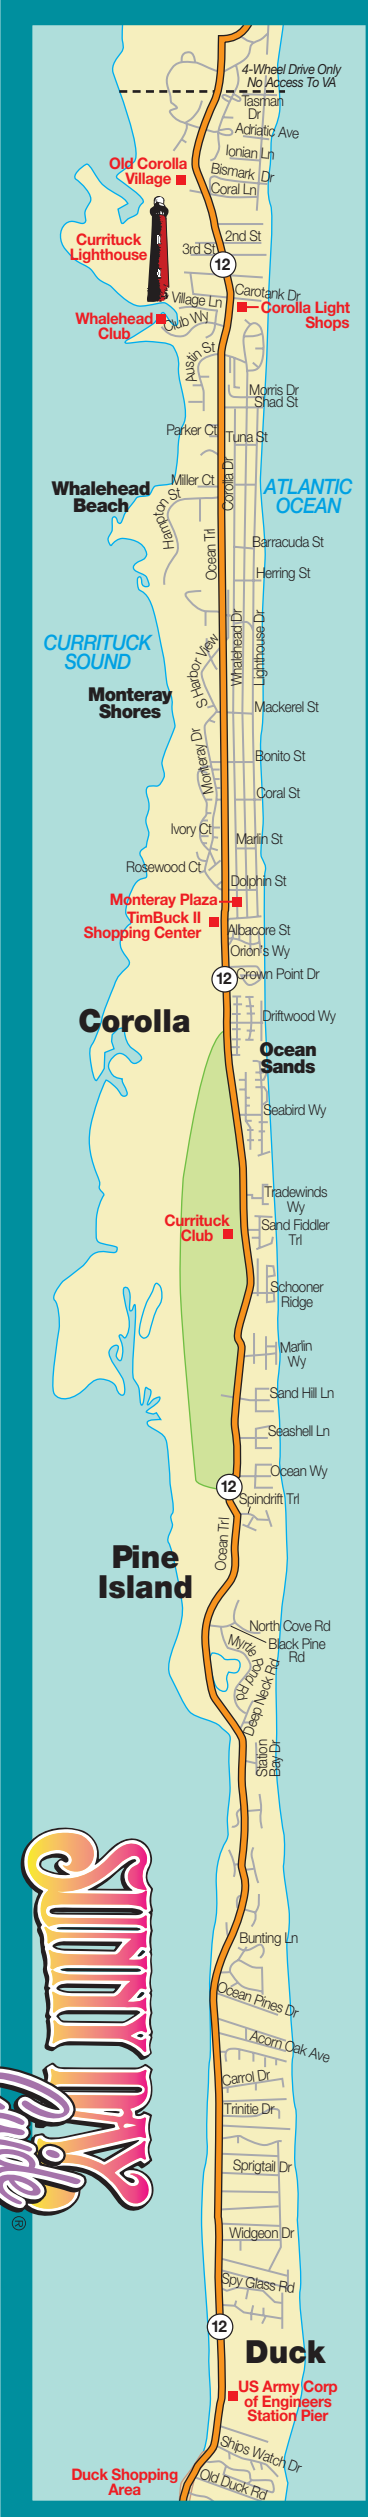 4-Wheel Drive Only
No Access To VA
Tasman
Dr
Adriatic Ave
Ionian Ln
Old Corolla
Village
Bismark Dr
Coral Ln
2nd St
3rd St
Currituck
Lighthouse
12
Carotank Dr
Village Ln
Corolla Light
Shops
Whalehead
Club
Club Wy
Austin St
Morris Dr
Shad St
Parker Ct
Tuna St
Corolla Dr
Miller Ct
Whalehead
Beach
Hampton St
ATLANTIC
OCEAN
Ocean Trl
Barracuda St
Herring St
CURRITUCK
SOUND
Whalehead Dr
Lighthouse Dr
S Harbor View
Monteray
Shores
Mackerel St
Monteray Dr
Bonito St
Coral St
Ivory Ct
Marlin St
Rosewood Ct
Dolphin St
Monteray Plaza
TimBuck II
Shopping Center
Albacore St
Orion's Wy
12
Crown Point Dr
Corolla
Driftwood Wy
Ocean
Sands
Seabird Wy
Tradewinds
Wy
Currituck
Club
Sand Fiddler
Trl
Schooner
Ridge
Marlin
Wy
Sand Hill Ln
Seashell Ln
Ocean Wy
12
Spindrift Trl
Ocean Trl
Pine
Island
North Cove Rd
Black Pine
Rd
Myrtle Pond Rd
Deep Neck Rd
Station
Bay Dr
SUNNY DAY
Guide
®
Bunting Ln
Ocean Pines Dr
Acorn Oak Ave
Carrol Dr
Trinitie Dr
Sprigtail Dr
Widgeon Dr
Spy Glass Rd
12
Duck
US Army Corp
of Engineers
Station Pier
Ships Watch Dr
Duck Shopping
Area
Old Duck Rd